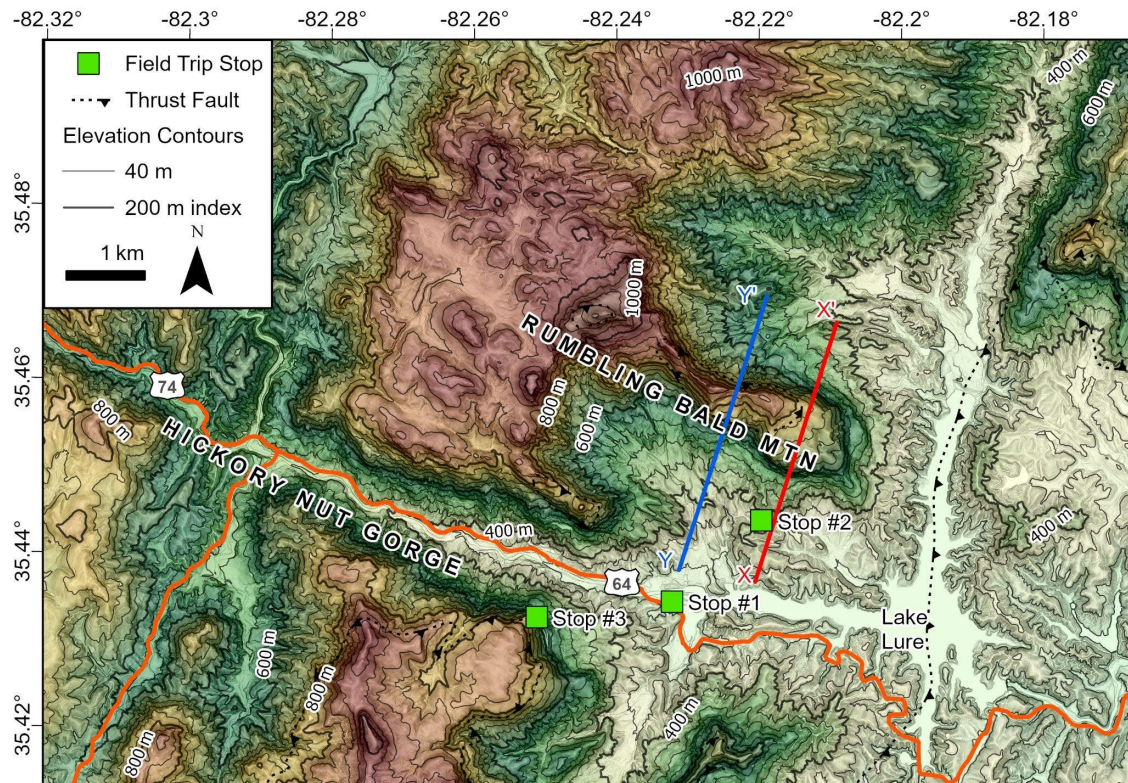 -82.32° -82.3° -82.28° -82.26° -82.24° -82.22° -82.2° -82.18°
Field Trip Stop
Thrust Fault
Elevation Contours
40 m
200 m index
1 km
N
35.48°
35.46°
35.44°
35.42°
1000 m
400 m
600 m
1000 m
Y'
X'
RUMBLING BALD MTN
74
800 m
800 m
600 m
HICKORY NUT GORGE
400 m
Stop #2
400 m
Y
X
64
Stop #1
Stop #3
Lake
Lure
600 m
800 m
400 m
800 m